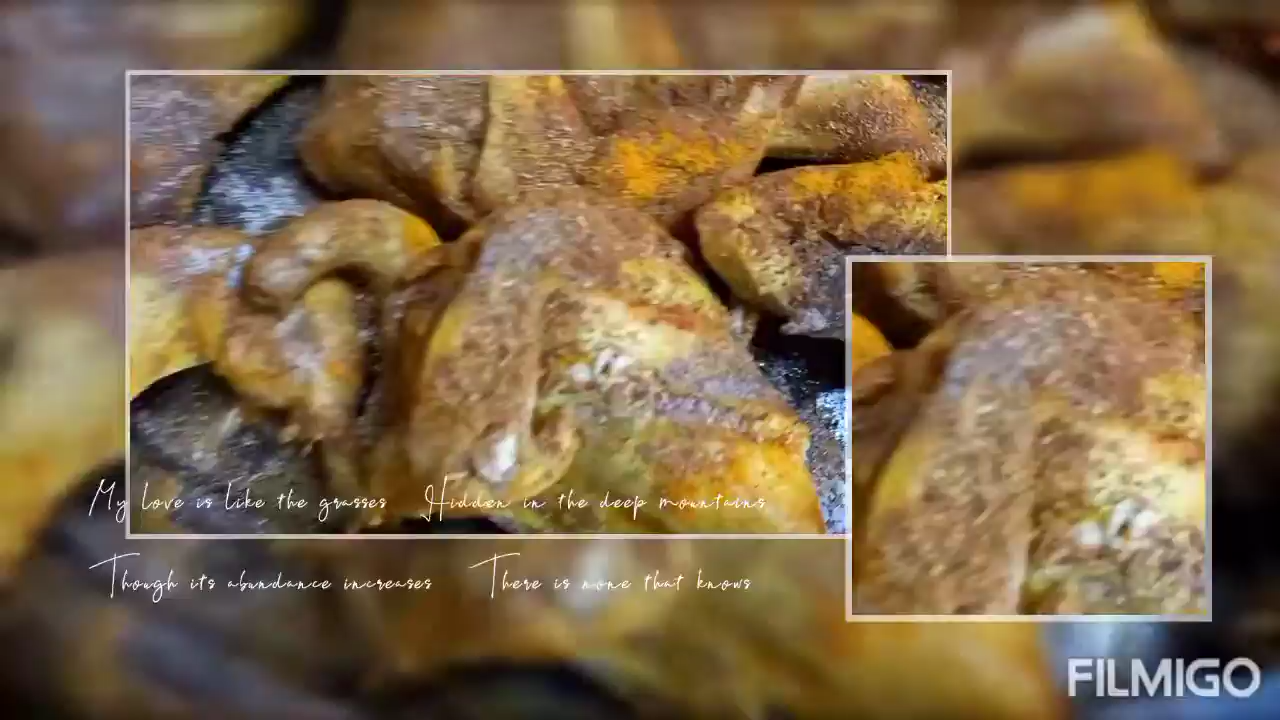 My love is like the grasses Hidden in the deep mountains
Though its abundance increases There is none that knows
FILMIGO